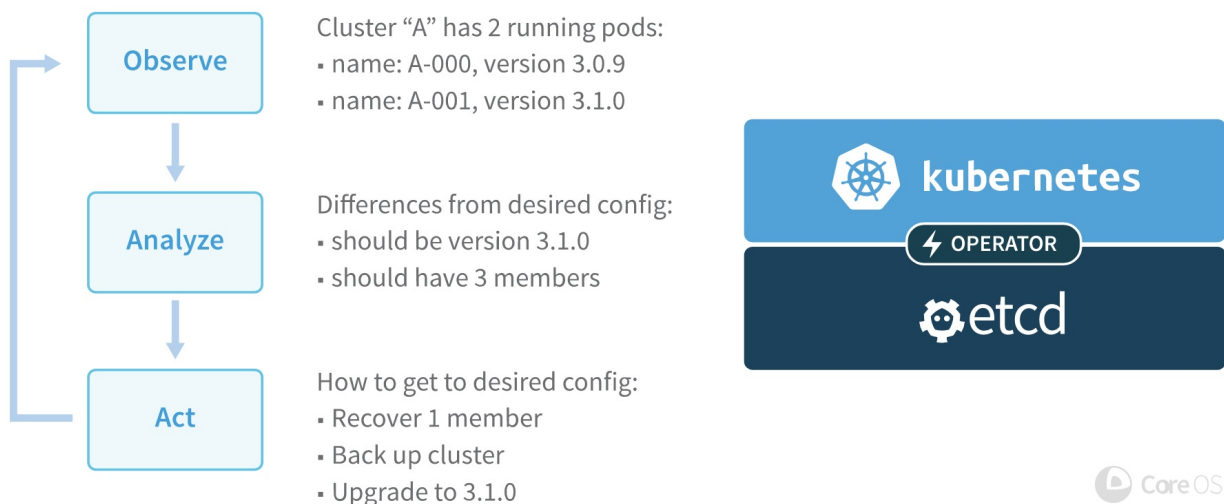 Observe
Cluster “A” has 2 running pods:
▪ name: A-000, version 3.0.9
▪ name: A-001, version 3.1.0
Analyze
Differences from desired config:
▪ should be version 3.1.0
▪ should have 3 members
Act
How to get to desired config:
▪ Recover 1 member
▪ Back up cluster
▪ Upgrade to 3.1.0
kubernetes
OPERATOR
etcd
CoreOS